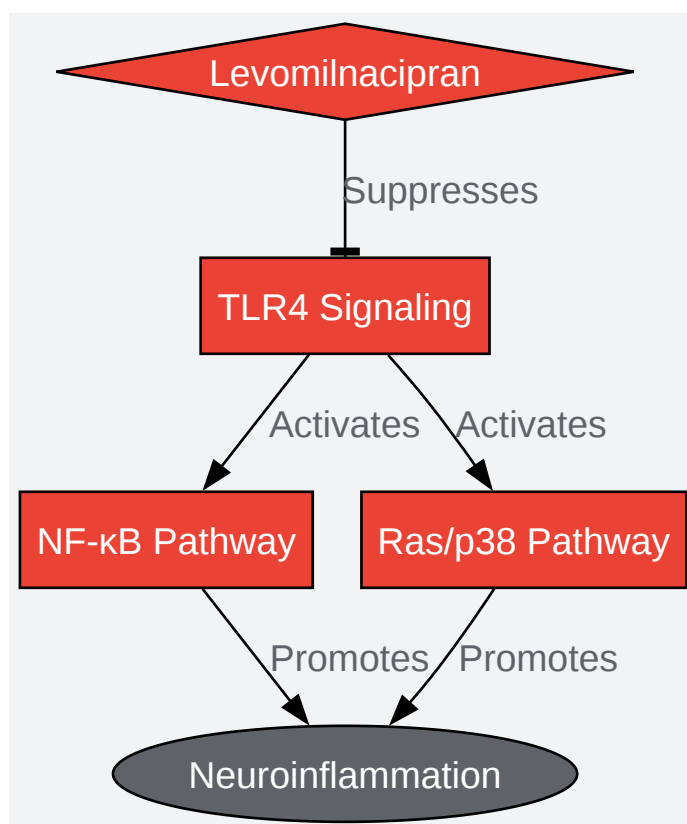 Levomilnacipran
Suppresses
TLR4 Signaling
Activates
Activates
NF-κB Pathway
Ras/p38 Pathway
Promotes
Promotes
Neuroinflammation